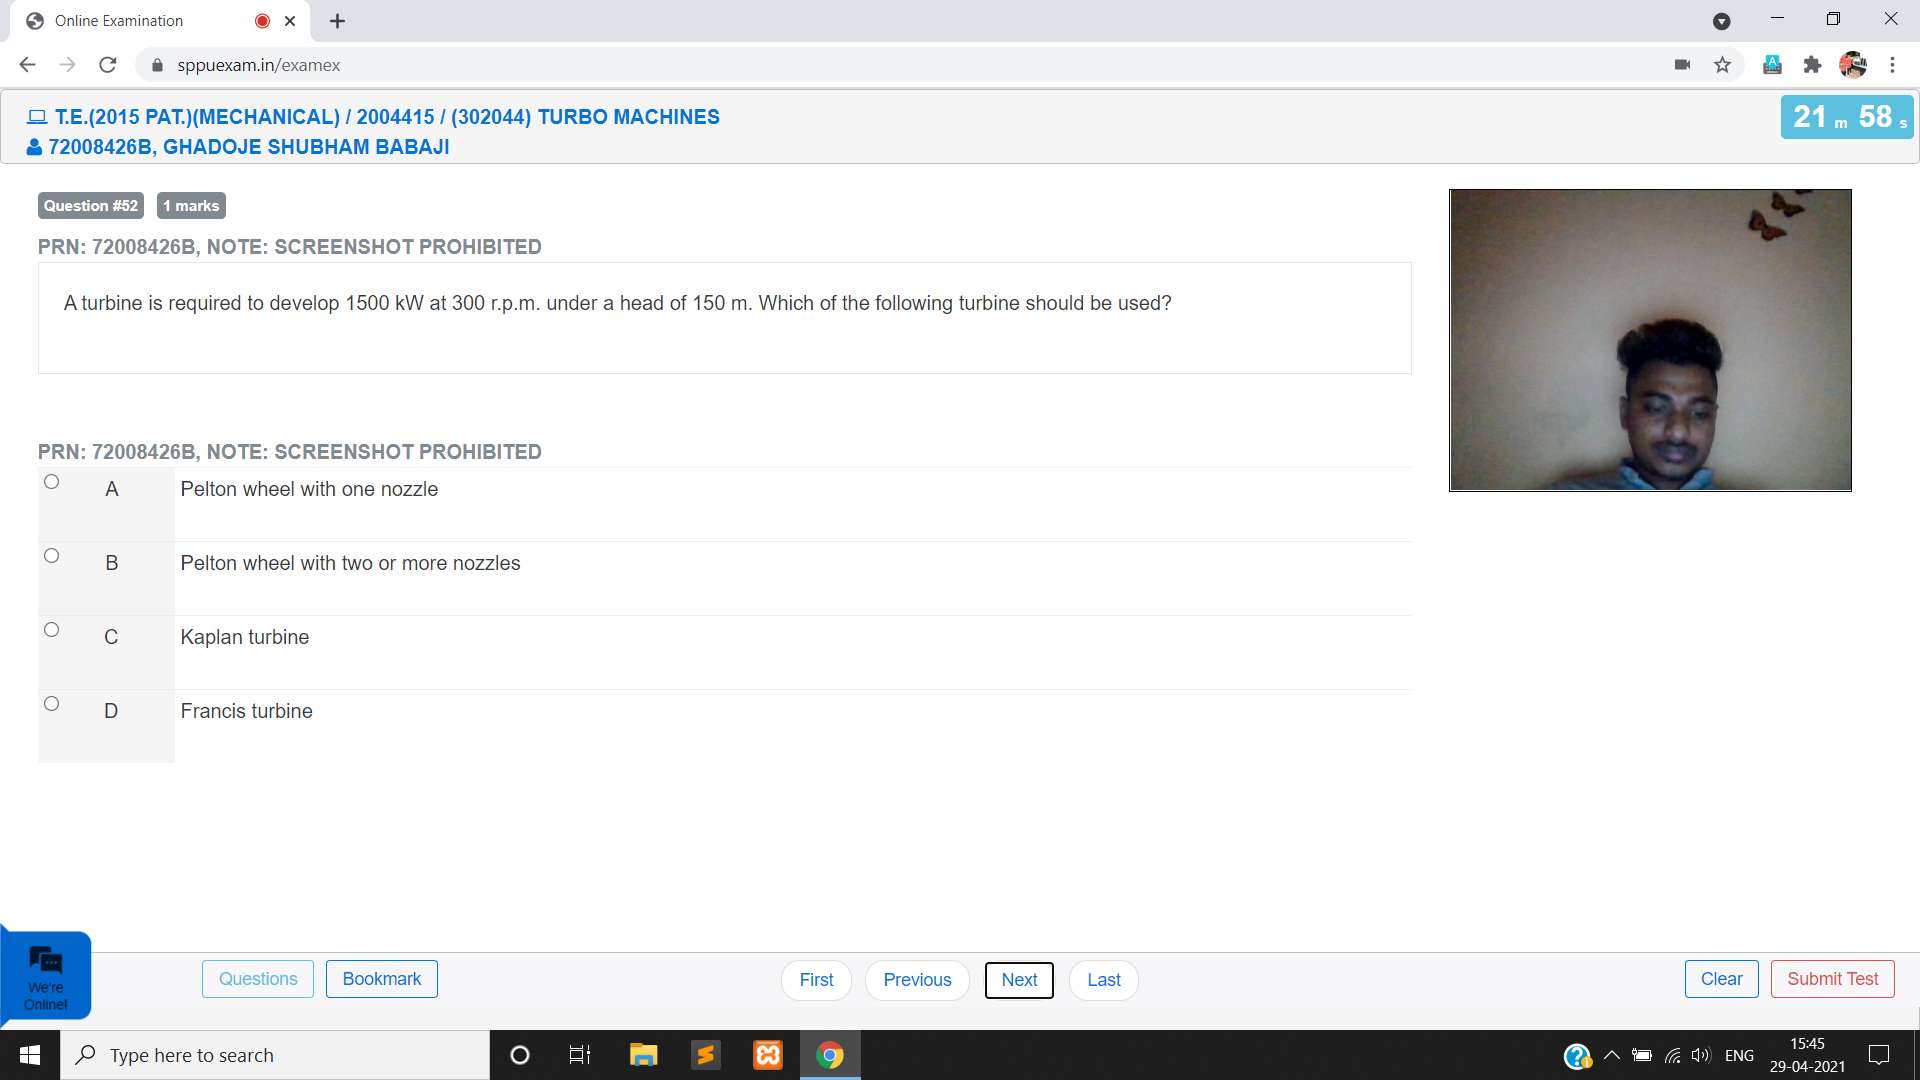 Online Examination
sppuexam.in/examex
T.E.(2015 PAT.)(MECHANICAL) / 2004415 / (302044) TURBO MACHINES
21 m 58 s
72008426B, GHADOJE SHUBHAM BABAJI
Question #52 1 marks
PRN: 72008426B, NOTE: SCREENSHOT PROHIBITED
A turbine is required to develop 1500 kW at 300 r.p.m. under a head of 150 m. Which of the following turbine should be used?
PRN: 72008426B, NOTE: SCREENSHOT PROHIBITED
A Pelton wheel with one nozzle
B Pelton wheel with two or more nozzles
C Kaplan turbine
D Francis turbine
We're
Online!
Questions Bookmark First Previous Next Last Clear Submit Test
Type here to search
ENG
15:45
29-04-2021